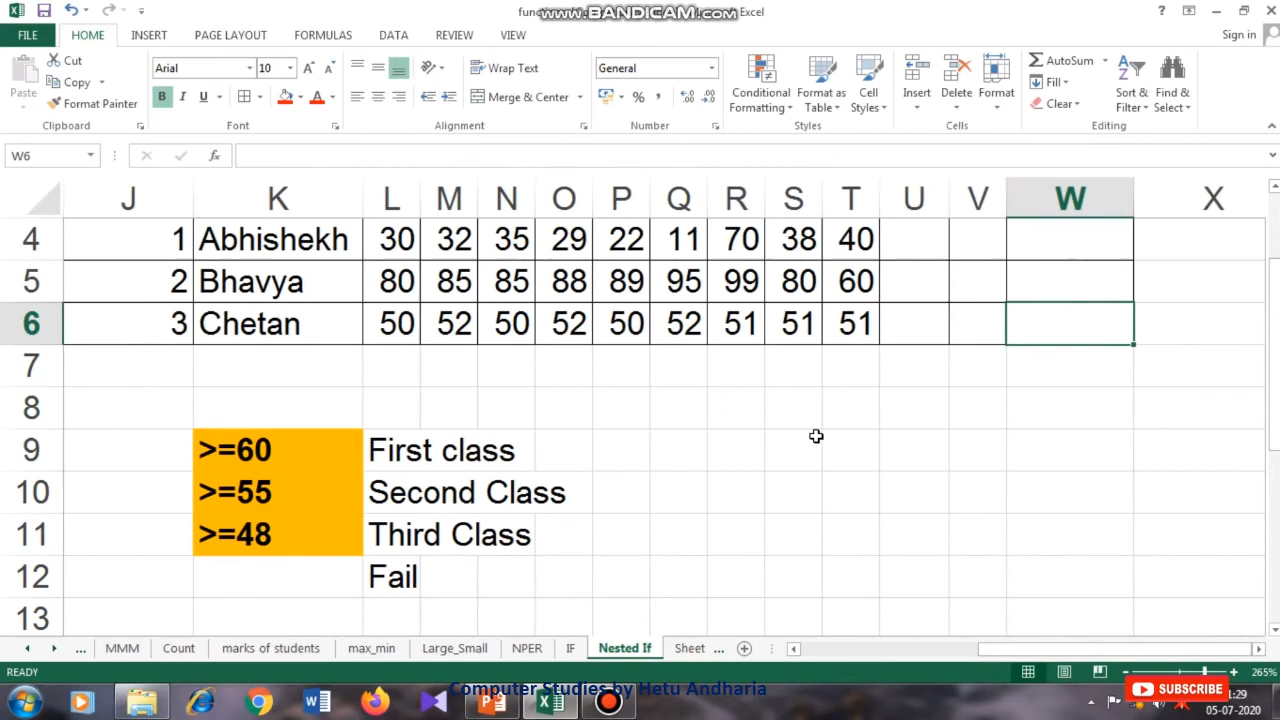 functi
www.BANDICAM.com
Excel
FILE HOME INSERT PAGE LAYOUT FORMULAS DATA REVIEW VIEW Sign in
Paste Cut Copy Format Painter
Arial 10
B I U
Wrap Text
Merge & Center
General
%
Conditional Formatting Format as Table Cell Styles
Insert Delete Format
AutoSum Fill Clear
Sort & Filter Find & Select
Clipboard Font Alignment Number Styles Cells Editing
W6 fx
J K L M N O P Q R S T U V W X
4 1 Abhishekh 30 32 35 29 22 11 70 38 40
5 2 Bhavya 80 85 85 88 89 95 99 80 60
6 3 Chetan 50 52 50 52 50 52 51 51 51
7
8
9 >=60 First class
10 >=55 Second Class
11 >=48 Third Class
12 Fail
13
... MMM Count marks of students max_min Large_Small NPER IF Nested If Sheet ...
READY 265%
Computer Studies by Hetu Andharia
SUBSCRIBE
1:29
05-07-2020